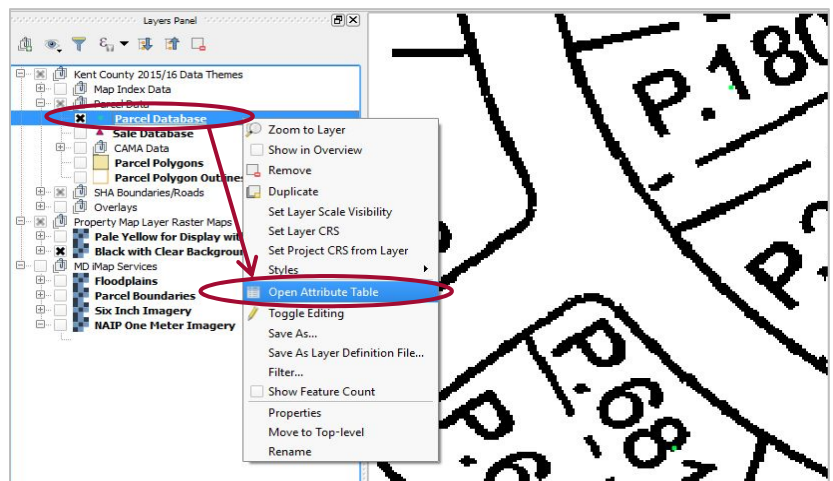 Layers Panel
Kent County 2015/16 Data Themes
Map Index Data
Parcel Data
Parcel Database
Sale Database
CAMA Data
Parcel Polygons
Parcel Polygon Outlines
SHA Boundaries/Roads
Overlays
Property Map Layer Raster Maps
Pale Yellow for Display wit
Black with Clear Backgroun
MD iMap Services
Floodplains
Parcel Boundaries
Six Inch Imagery
NAIP One Meter Imagery
Zoom to Layer
Show in Overview
Remove
Duplicate
Set Layer Scale Visibility
Set Layer CRS
Set Project CRS from Layer
Styles
Open Attribute Table
Toggle Editing
Save As...
Save As Layer Definition File...
Filter...
Show Feature Count
Properties
Move to Top-level
Rename
P.180
P.68